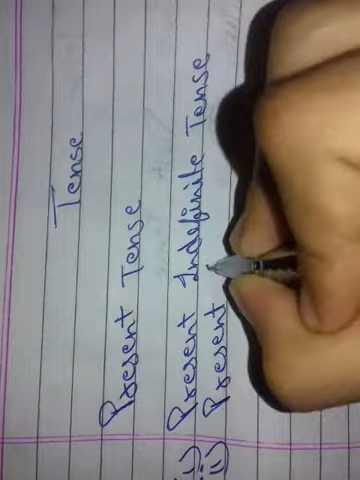 Tense
Present Tense
(i) Present Indefinite Tense
(ii) Present